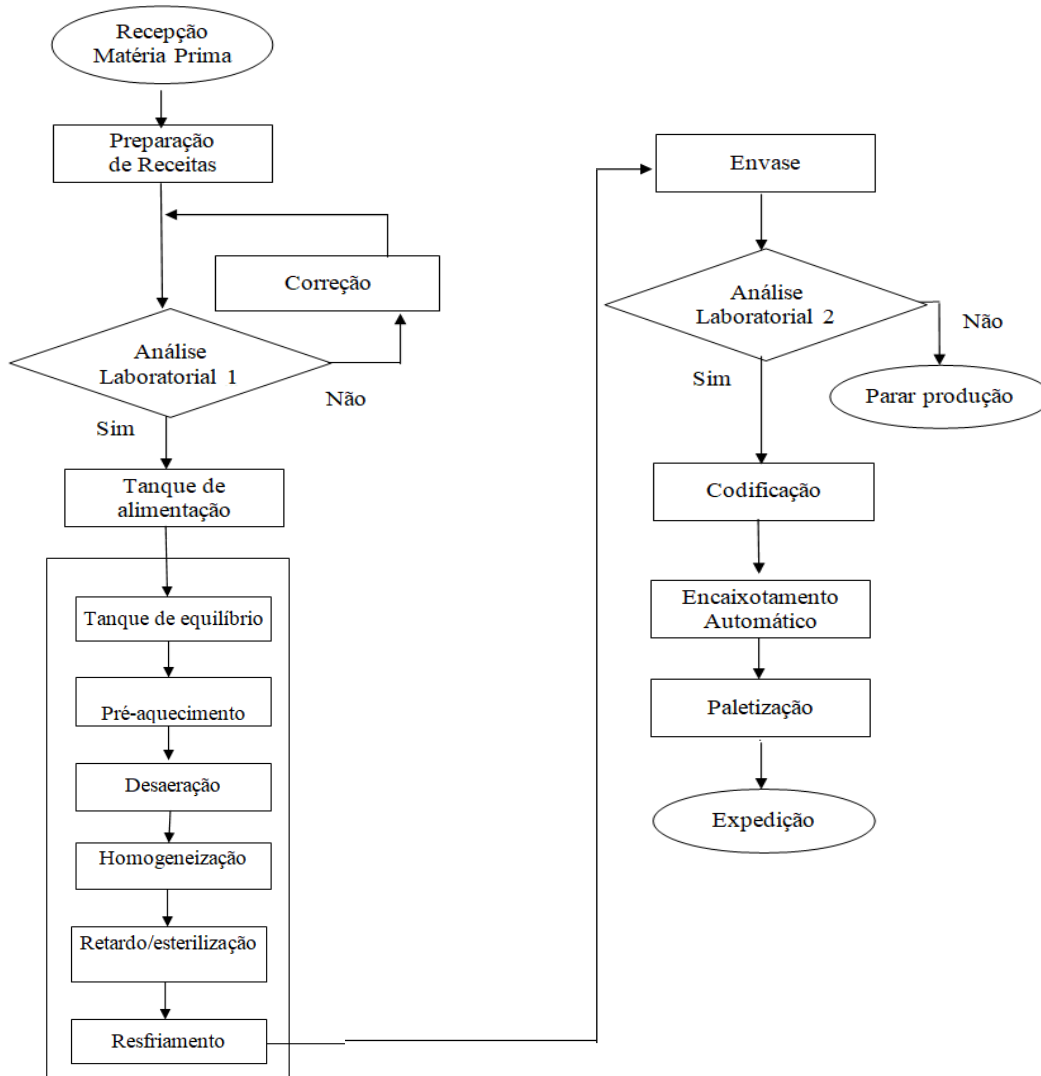 Recepção
Matéria Prima
Preparação
de Receitas
Correção
Análise
Laboratorial 1
Não
Sim
Tanque de
alimentação
Tanque de equilíbrio
Pré-aquecimento
Desaeração
Homogeneização
Retardo/esterilização
Resfriamento
Envase
Análise
Laboratorial 2
Não
Sim
Parar produção
Codificação
Encaixotamento
Automático
Paletização
Expedição